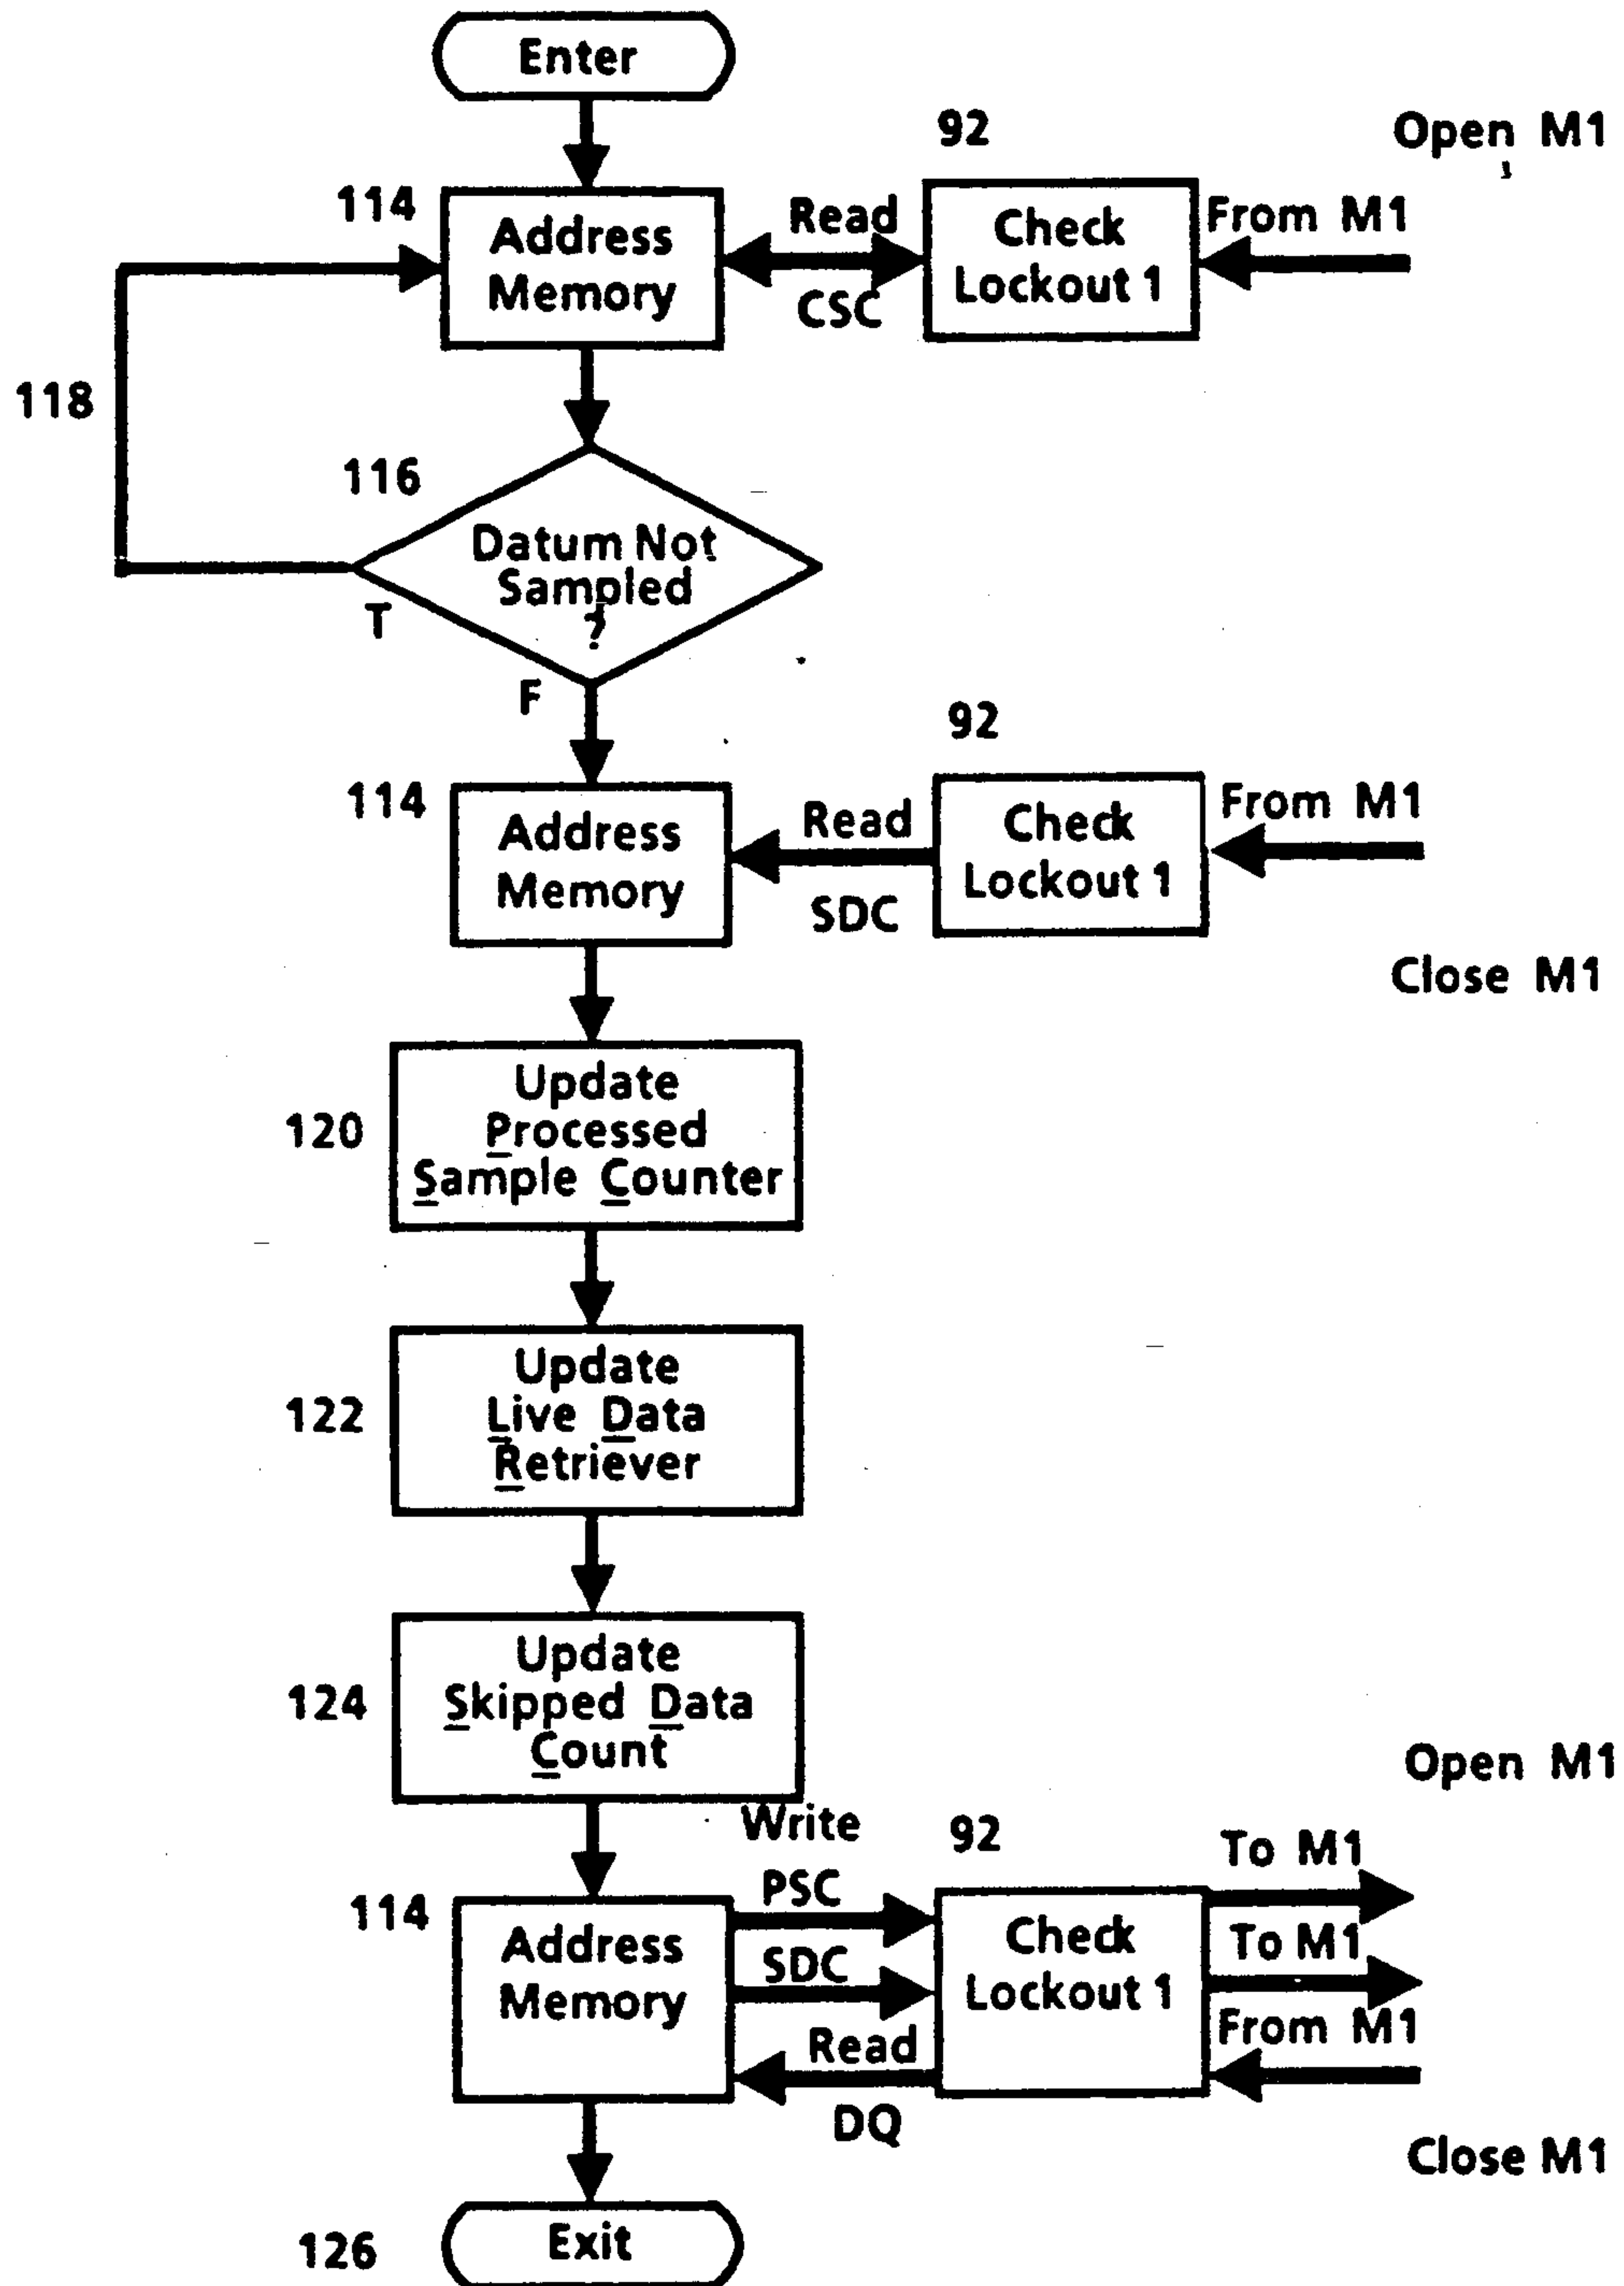 Enter
92
Open M1
114
Address
Memory
Read
CSC
Check
Lockout 1
From M1
118
116
Datum Not
Sampled
?
T
F
92
114
Address
Memory
Read
SDC
Check
Lockout 1
From M1
Close M1
120
Update
Processed
Sample Counter
122
Update
Live Data
Retriever
124
Update
Skipped Data
Count
Open M1
Write
92
To M1
114
Address
Memory
PSC
SDC
Read
DQ
Check
Lockout 1
To M1
From M1
Close M1
126
Exit